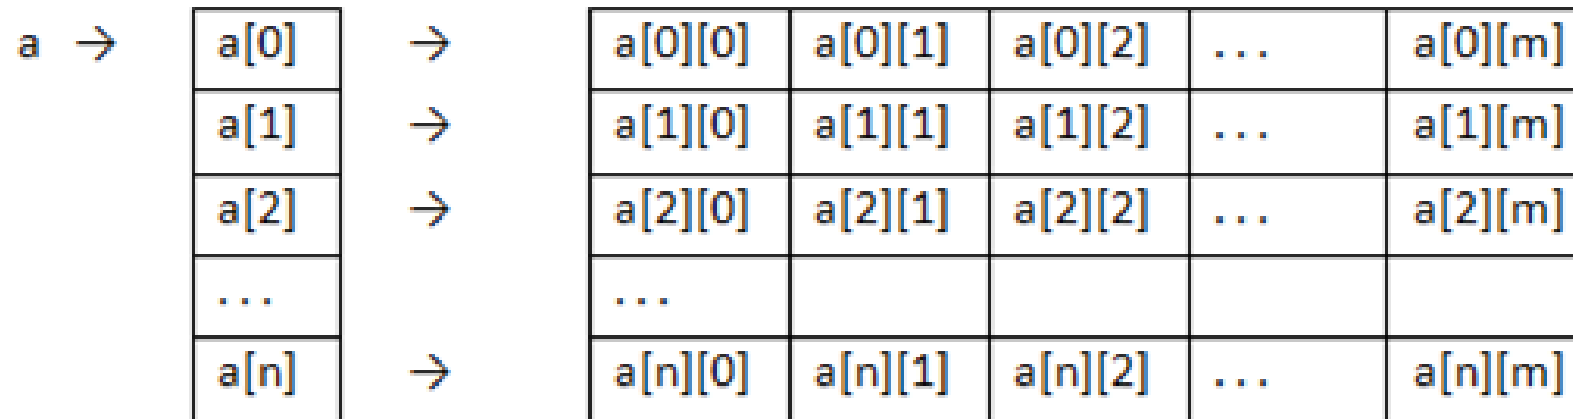 a → a[0] → a[0][0] a[0][1] a[0][2] ... a[0][m]
a[1] → a[1][0] a[1][1] a[1][2] ... a[1][m]
a[2] → a[2][0] a[2][1] a[2][2] ... a[2][m]
... ...
a[n] → a[n][0] a[n][1] a[n][2] ... a[n][m]